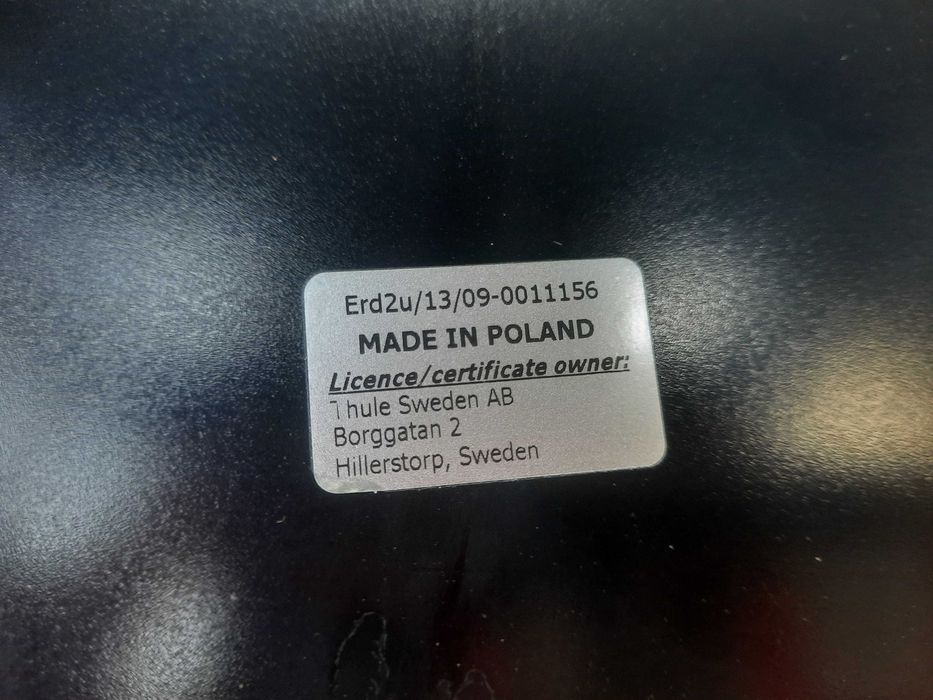 Erd2u/13/09-0011156
MADE IN POLAND
Licence/certificate owner:
Thule Sweden AB
Borggatan 2
Hillerstorp, Sweden